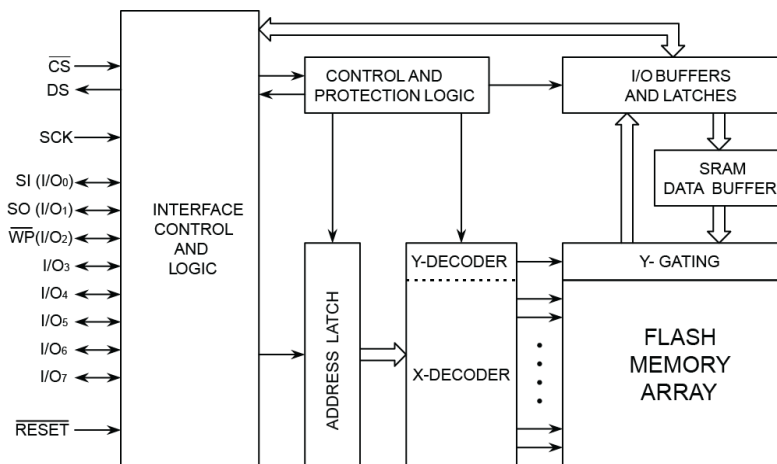 CS
DS
SCK
SI (I/O0)
SO (I/O1)
WP(I/O2)
I/O3
I/O4
I/O5
I/O6
I/O7
RESET
INTERFACE
CONTROL
AND
LOGIC
CONTROL AND
PROTECTION LOGIC
I/O BUFFERS
AND LATCHES
SRAM
DATA BUFFER
ADDRESS LATCH
Y-DECODER
X-DECODER
Y- GATING
FLASH
MEMORY
ARRAY